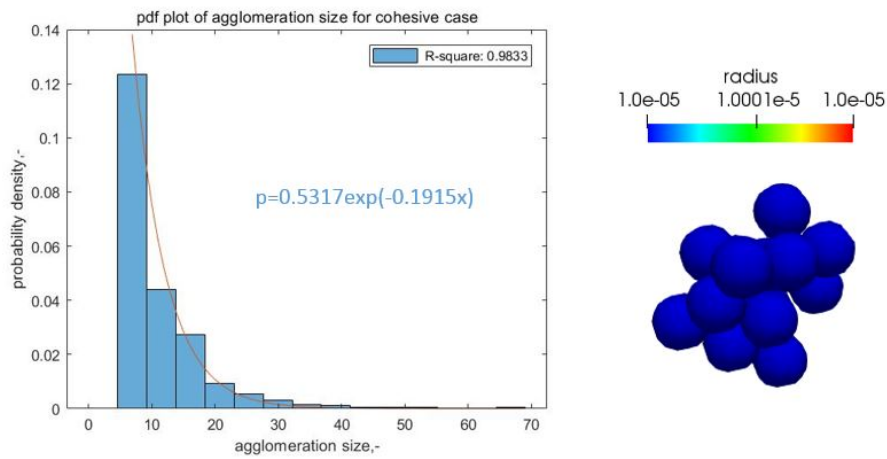 pdf plot of agglomeration size for cohesive case
R-square: 0.9833
p=0.5317exp(-0.1915x)
probability density,-
0.14
0.12
0.1
0.08
0.06
0.04
0.02
0
0 10 20 30 40 50 60 70
agglomeration size,-
radius
1.0e-05 1.0001e-5 1.0e-05